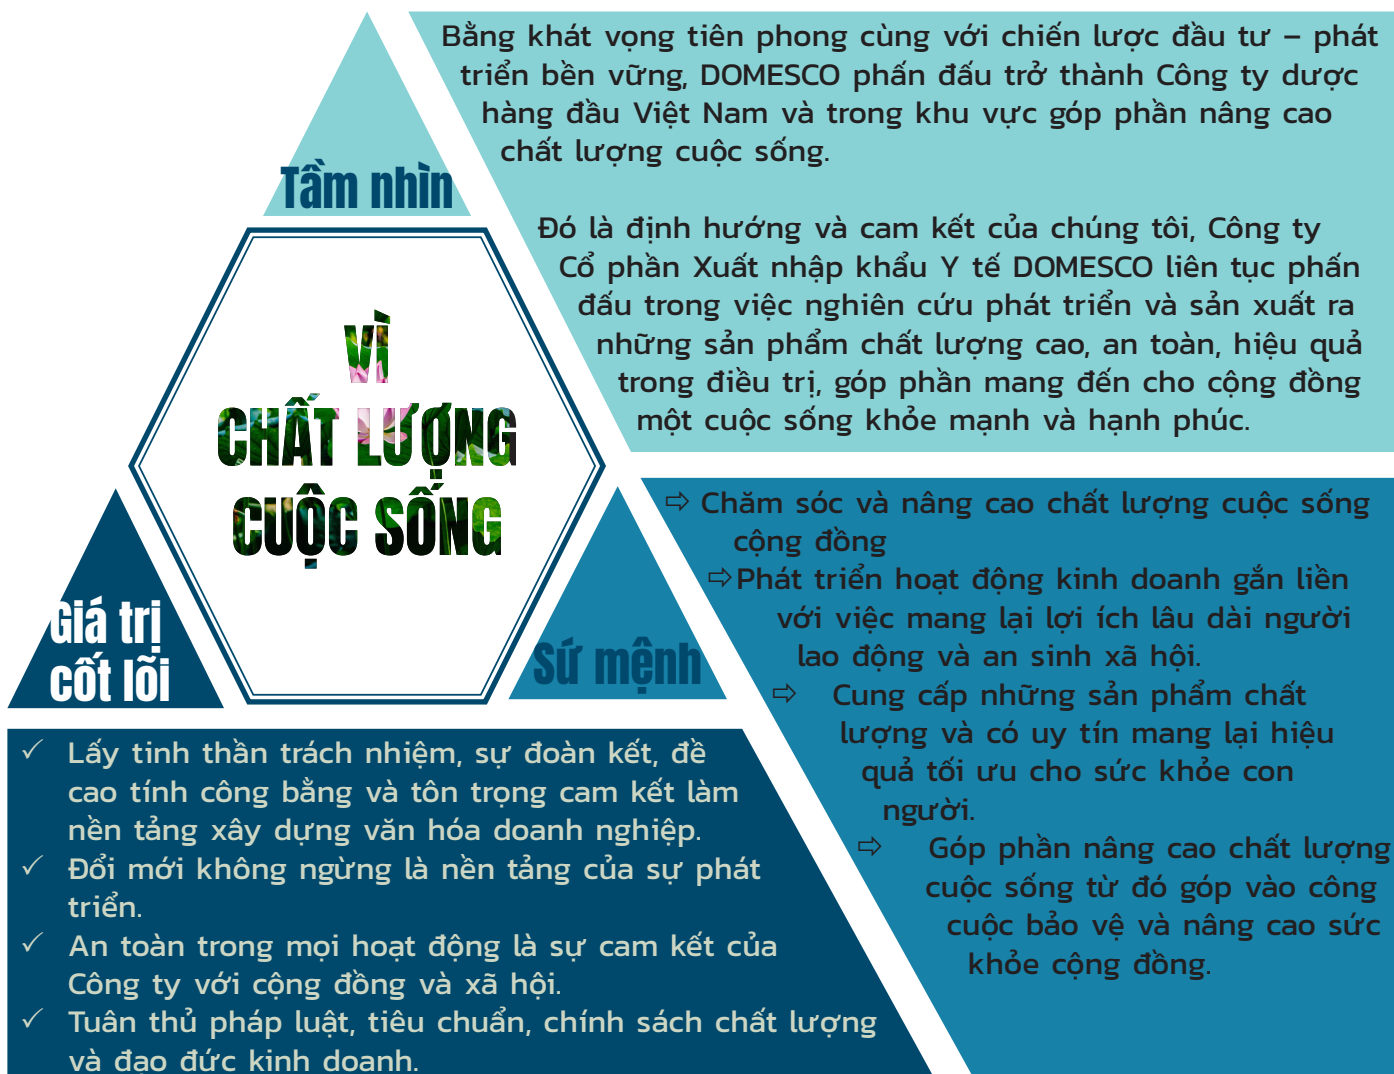 Bằng khát vọng tiên phong cùng với chiến lược đầu tư – phát
triển bền vững, DOMESCO phấn đấu trở thành Công ty dược
hàng đầu Việt Nam và trong khu vực góp phần nâng cao
chất lượng cuộc sống.
Tầm nhìn
Đó là định hướng và cam kết của chúng tôi, Công ty
Cổ phần Xuất nhập khẩu Y tế DOMESCO liên tục phấn
đấu trong việc nghiên cứu phát triển và sản xuất ra
những sản phẩm chất lượng cao, an toàn, hiệu quả
trong điều trị, góp phần mang đến cho cộng đồng
một cuộc sống khỏe mạnh và hạnh phúc.
VÌ
CHẤT LƯỢNG
CUỘC SỐNG
Sứ mệnh
⇨ Chăm sóc và nâng cao chất lượng cuộc sống
cộng đồng
⇨Phát triển hoạt động kinh doanh gắn liền
với việc mang lại lợi ích lâu dài người
lao động và an sinh xã hội.
⇨ Cung cấp những sản phẩm chất
lượng và có uy tín mang lại hiệu
quả tối ưu cho sức khỏe con
người.
⇨ Góp phần nâng cao chất lượng
cuộc sống từ đó góp vào công
cuộc bảo vệ và nâng cao sức
khỏe cộng đồng.
Giá trị
cốt lõi
✓ Lấy tinh thần trách nhiệm, sự đoàn kết, đề
cao tính công bằng và tôn trọng cam kết làm
nền tảng xây dựng văn hóa doanh nghiệp.
✓ Đổi mới không ngừng là nền tảng của sự phát
triển.
✓ An toàn trong mọi hoạt động là sự cam kết của
Công ty với cộng đồng và xã hội.
✓ Tuân thủ pháp luật, tiêu chuẩn, chính sách chất lượng
và đạo đức kinh doanh.